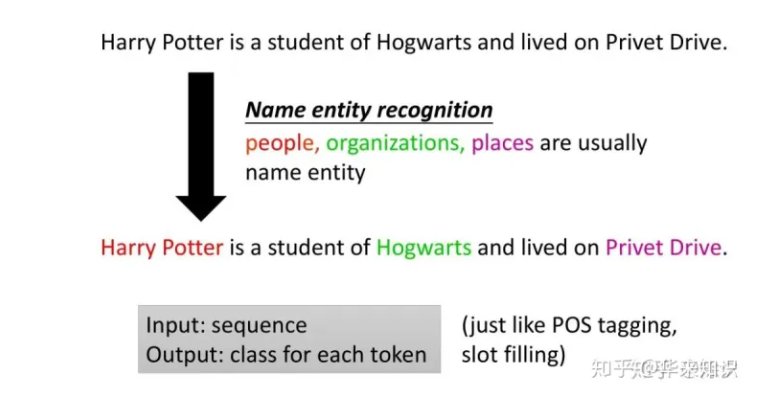 Harry Potter is a student of Hogwarts and lived on Privet Drive.
Name entity recognition
people, organizations, places are usually
name entity
Harry Potter is a student of Hogwarts and lived on Privet Drive.
Input: sequence
Output: class for each token
(just like POS tagging,
slot filling)
知乎